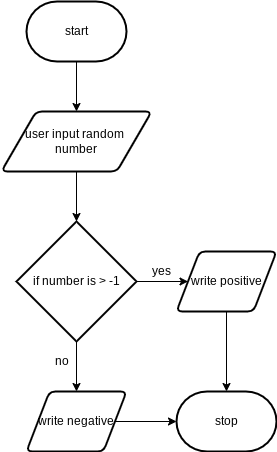 start
user input random
number
if number is > -1
yes
write positive
no
write negative
stop